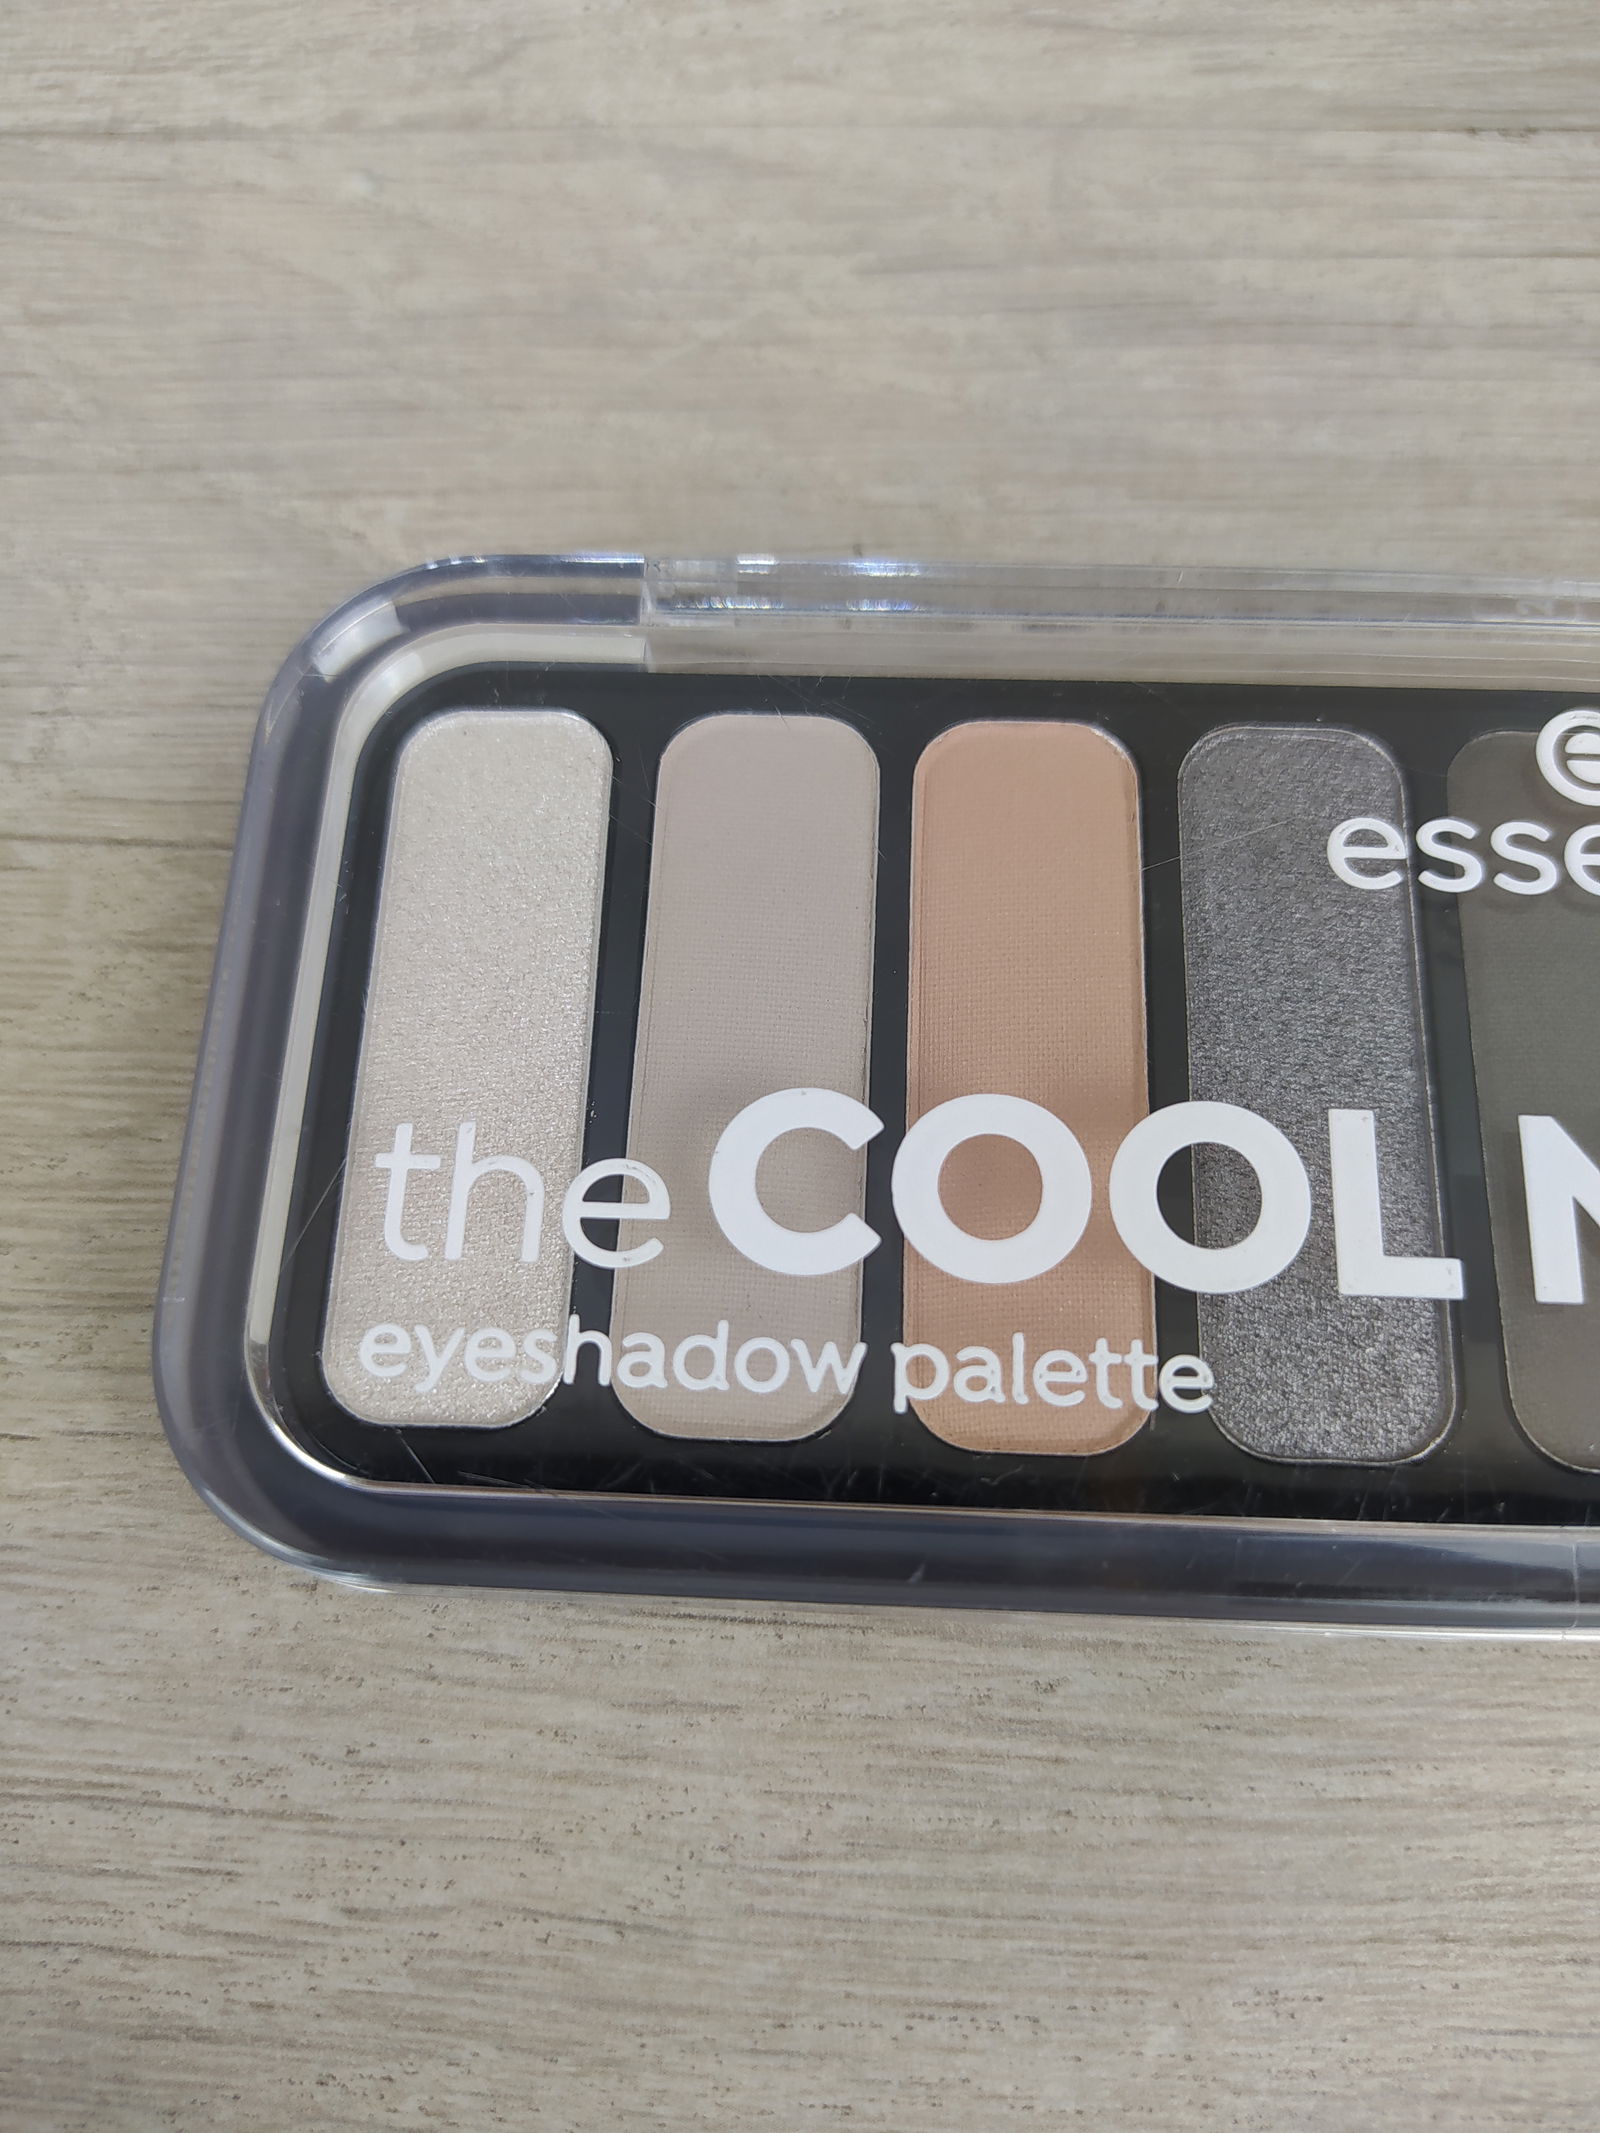 esse
the COOL N
eyeshadow palette